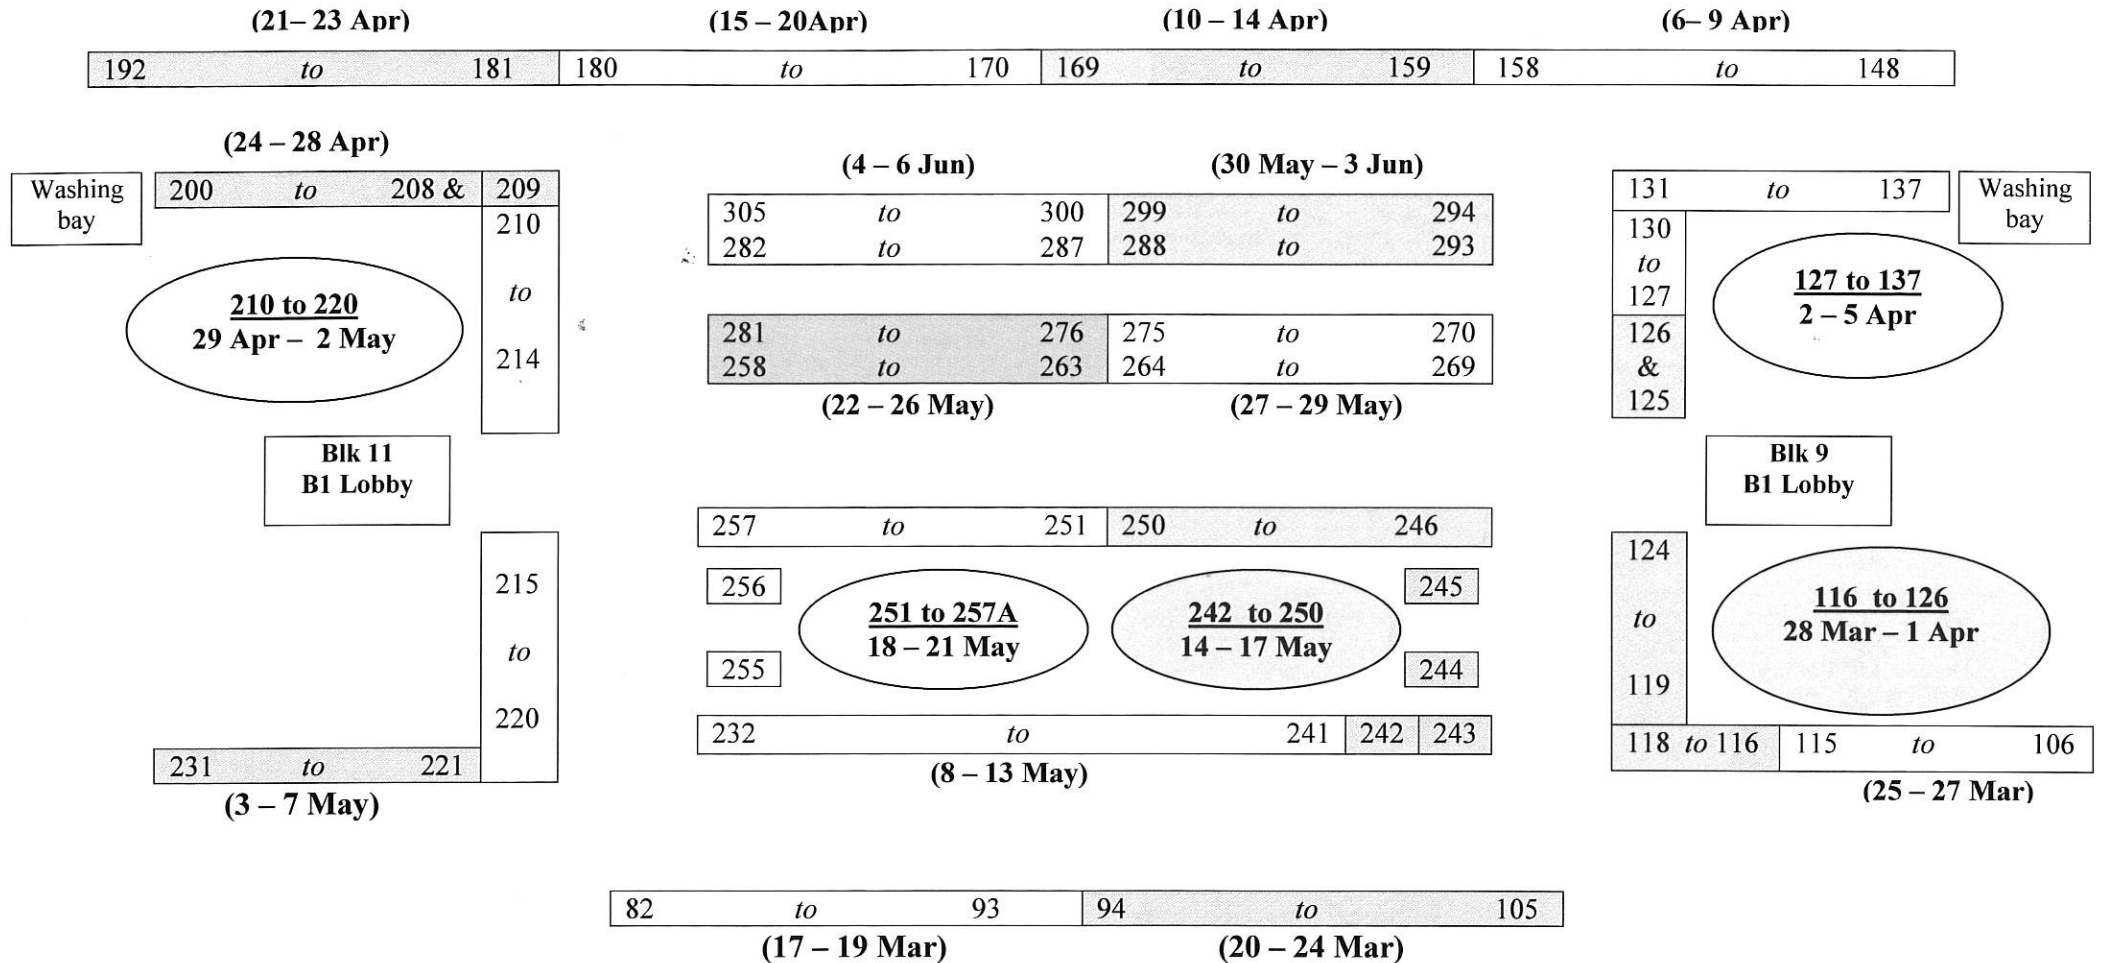 (21– 23 Apr) (15 – 20Apr) (10 – 14 Apr) (6– 9 Apr)
192 to 181 180 to 170 169 to 159 158 to 148
(24 – 28 Apr)
Washing
bay
200 to 208 & 209
210
to
214
210 to 220
29 Apr – 2 May
Blk 11
B1 Lobby
215
to
220
231 to 221
(3 – 7 May)
(4 – 6 Jun) (30 May – 3 Jun)
305 to 300 299 to 294
282 to 287 288 to 293
281 to 276 275 to 270
258 to 263 264 to 269
(22 – 26 May) (27 – 29 May)
257 to 251 250 to 246
256
255
251 to 257A
18 – 21 May
242 to 250
14 – 17 May
245
244
232 to 241 242 243
(8 – 13 May)
131 to 137
Washing
bay
130
to
127
126
&
125
127 to 137
2 – 5 Apr
Blk 9
B1 Lobby
124
to
119
116 to 126
28 Mar – 1 Apr
118 to 116 115 to 106
(25 – 27 Mar)
82 to 93 94 to 105
(17 – 19 Mar) (20 – 24 Mar)